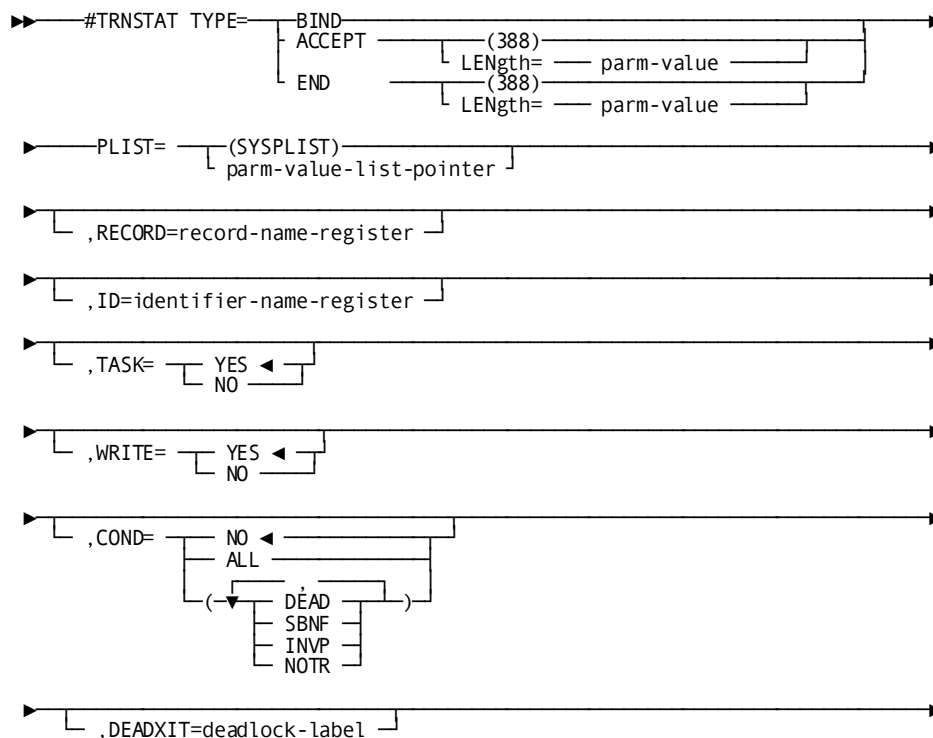 #TRNSTAT TYPE= BIND
ACCEPT (388)
LENgth= parm-value
END (388)
LENgth= parm-value
PLIST= (SYSPLIST)
parm-value-list-pointer
,RECORD=record-name-register
,ID=identifier-name-register
,TASK= YES ◄
NO
,WRITE= YES ◄
NO
,COND= NO ◄
ALL
,
( DEAD )
SBNF
INVP
NOTR
,DEADXIT=deadlock-label